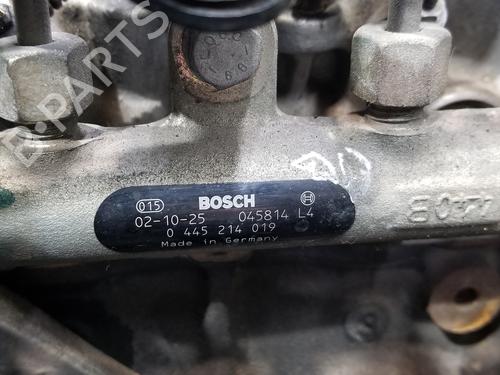 B-PARTS
015 BOSCH
02-10-25 045814 L4
0 445 214 019
Made in Germany